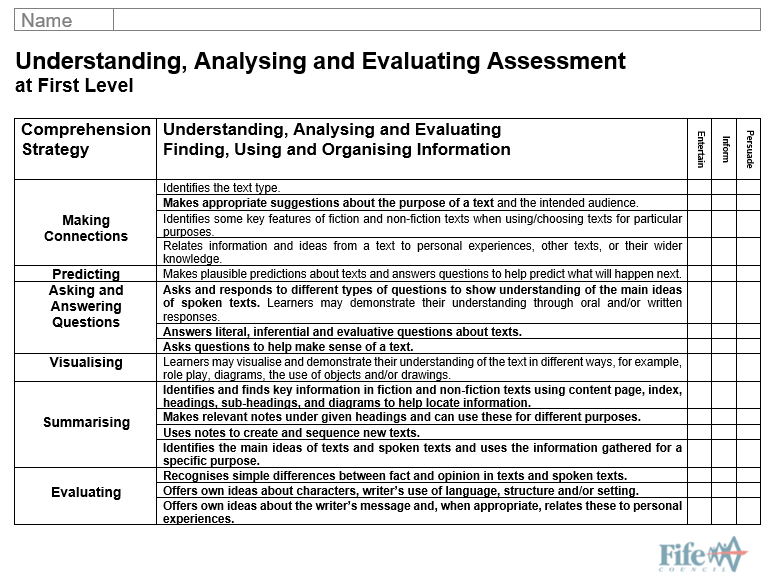 Name
Understanding, Analysing and Evaluating Assessment
at First Level
Comprehension
Strategy
Understanding, Analysing and Evaluating
Finding, Using and Organising Information
Entertain
Inform
Persuade
Making
Connections
Identifies the text type.
Makes appropriate suggestions about the purpose of a text and the intended audience.
Identifies some key features of fiction and non-fiction texts when using/choosing texts for particular
purposes.
Relates information and ideas from a text to personal experiences, other texts, or their wider
knowledge.
Predicting
Makes plausible predictions about texts and answers questions to help predict what will happen next.
Asking and
Answering
Questions
Asks and responds to different types of questions to show understanding of the main ideas
of spoken texts. Learners may demonstrate their understanding through oral and/or written
responses.
Answers literal, inferential and evaluative questions about texts.
Asks questions to help make sense of a text.
Visualising
Learners may visualise and demonstrate their understanding of the text in different ways, for example,
role play, diagrams, the use of objects and/or drawings.
Summarising
Identifies and finds key information in fiction and non-fiction texts using content page, index,
headings, sub-headings, and diagrams to help locate information.
Makes relevant notes under given headings and can use these for different purposes.
Uses notes to create and sequence new texts.
Identifies the main ideas of texts and spoken texts and uses the information gathered for a
specific purpose.
Evaluating
Recognises simple differences between fact and opinion in texts and spoken texts.
Offers own ideas about characters, writer's use of language, structure and/or setting.
Offers own ideas about the writer's message and, when appropriate, relates these to personal
experiences.
Fife
COUNCIL